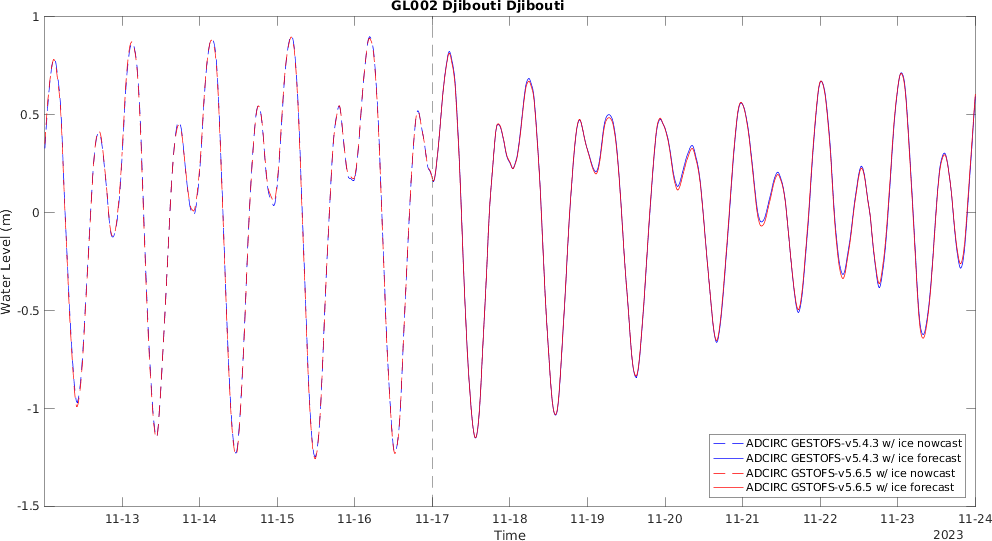 GL002 Djibouti Djibouti
1
0.5
0
-0.5
-1
-1.5
Water Level (m)
ADCIRC GESTOFS-v5.4.3 w/ ice nowcast
ADCIRC GESTOFS-v5.4.3 w/ ice forecast
ADCIRC GSTOFS-v5.6.5 w/ ice nowcast
ADCIRC GSTOFS-v5.6.5 w/ ice forecast
11-13 11-14 11-15 11-16 11-17 11-18 11-19 11-20 11-21 11-22 11-23 11-24
Time
2023